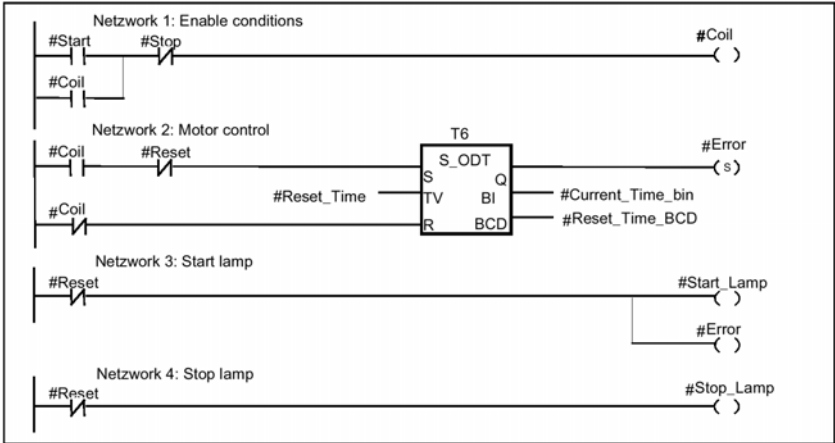 Netzwork 1: Enable conditions
#Start #Stop #Coil
#Coil
Netzwork 2: Motor control
T6
#Coil #Reset S_ODT #Error
S Q (S)
#Reset_Time TV BI #Current_Time_bin
#Coil R BCD #Reset_Time_BCD
Netzwork 3: Start lamp
#Reset #Start_Lamp
#Error
Netzwork 4: Stop lamp
#Reset #Stop_Lamp